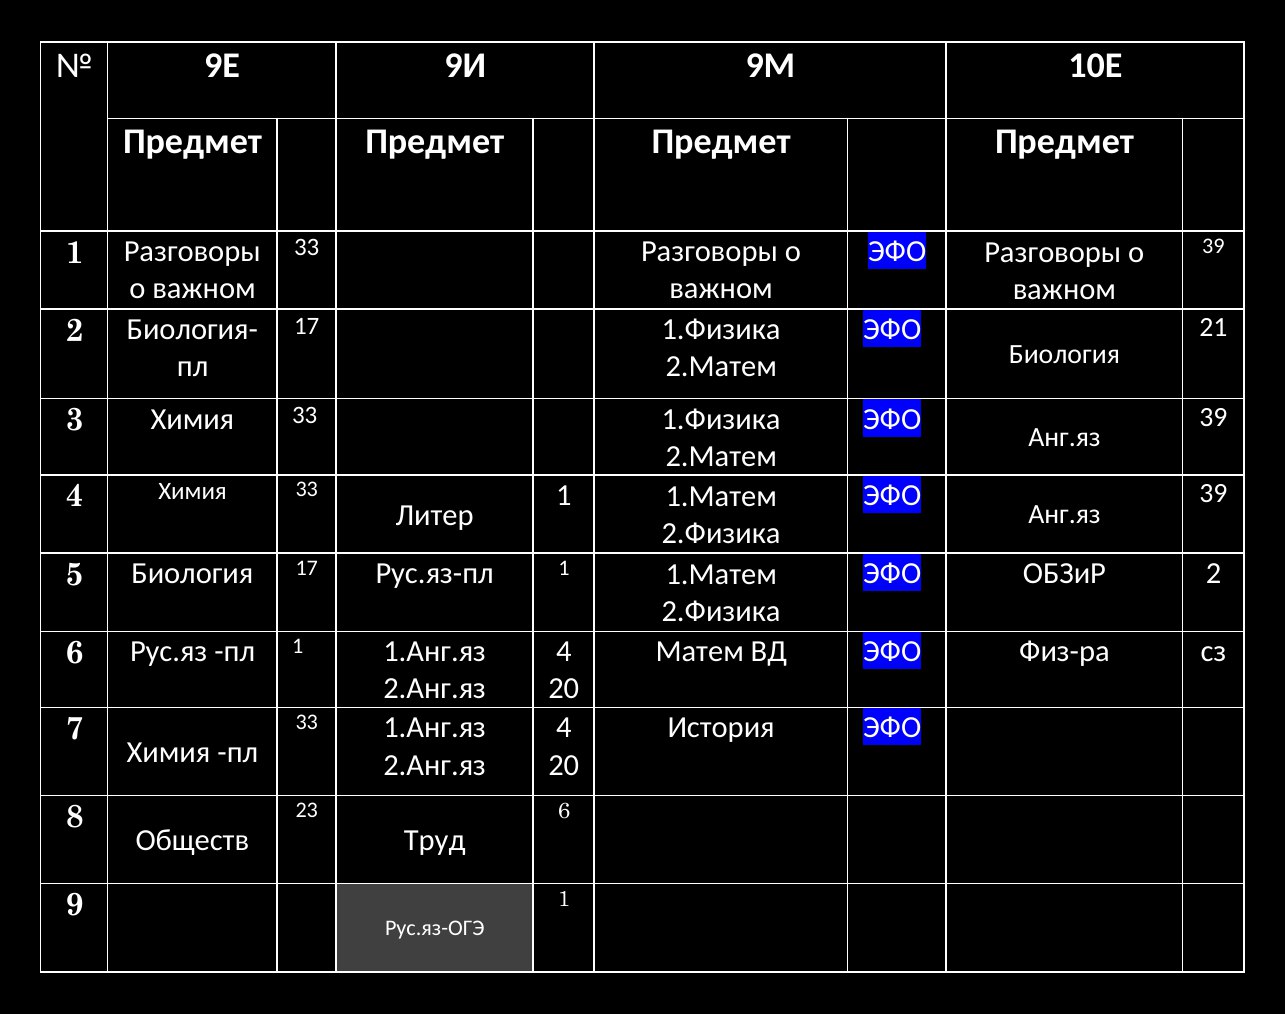 № 9Е 9И 9М 10Е
Предмет Предмет Предмет Предмет
1 Разговоры 33 Разговоры о ЭФО Разговоры о 39
о важном важном важном
2 Биология- 17 1.Физика ЭФО Биология 21
пл 2.Матем
3 Химия 33 1.Физика ЭФО Анг.яз 39
2.Матем
4 Химия 33 Литер 1 1.Матем ЭФО Анг.яз 39
2.Физика
5 Биология 17 Рус.яз-пл 1 1.Матем ЭФО ОБЗиР 2
2.Физика
6 Рус.яз -пл 1 1.Анг.яз 4 Матем ВД ЭФО Физ-ра сз
2.Анг.яз 20
7 Химия -пл 33 1.Анг.яз 4 История ЭФО
2.Анг.яз 20
8 Обществ 23 Труд 6
9 Рус.яз-ОГЭ 1